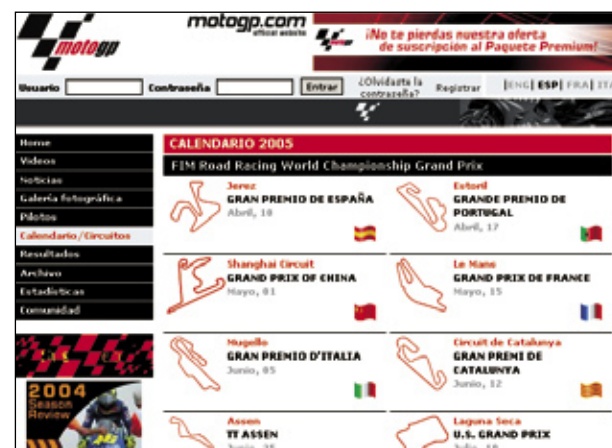 motogp
motogp.com
official website
¡No te pierdas nuestra oferta
de suscripción al Paquete Premium!
Usuario
Contraseña
Entrar
¿Olvidaste la
contraseña?
Registrar
|ENG| ESP| FRA| ITA
Home
Videos
Noticias
Galería fotográfica
Pilotos
Calendario/Circuitos
Resultados
Archivo
Estadísticas
Comunidad
2004
Season
Review
CALENDARIO 2005
FIM Road Racing World Championship Grand Prix
Jerez
GRAN PREMIO DE ESPAÑA
Abril, 10
Estoril
GRANDE PREMIO DE
PORTUGAL
Abril, 17
Shanghai Circuit
GRAND PRIX OF CHINA
Mayo, 01
Le Mans
GRAND PRIX DE FRANCE
Mayo, 15
Mugello
GRAN PREMIO D'ITALIA
Junio, 05
Circuit de Catalunya
GRAN PREMI DE
CATALUNYA
Junio, 12
Assen
TT ASSEN
Laguna Seca
U.S. GRAND PRIX